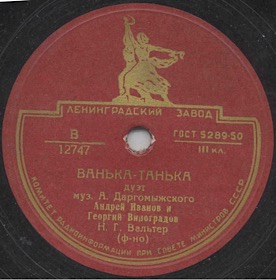 ЛЕНИНГРАДСКИЙ ЗАВОД
В
12747
ГОСТ 5289-50
III кл.
ВАНЬКА-ТАНЬКА
дуэт
муз. А. Даргомыжского
Андрей Иванов и
Георгий Виноградов
Н. Г. Вальтер
(ф-но)
КОМИТЕТ РАДИОИНФОРМАЦИИ ПРИ СОВЕТЕ МИНИСТРОВ СССР